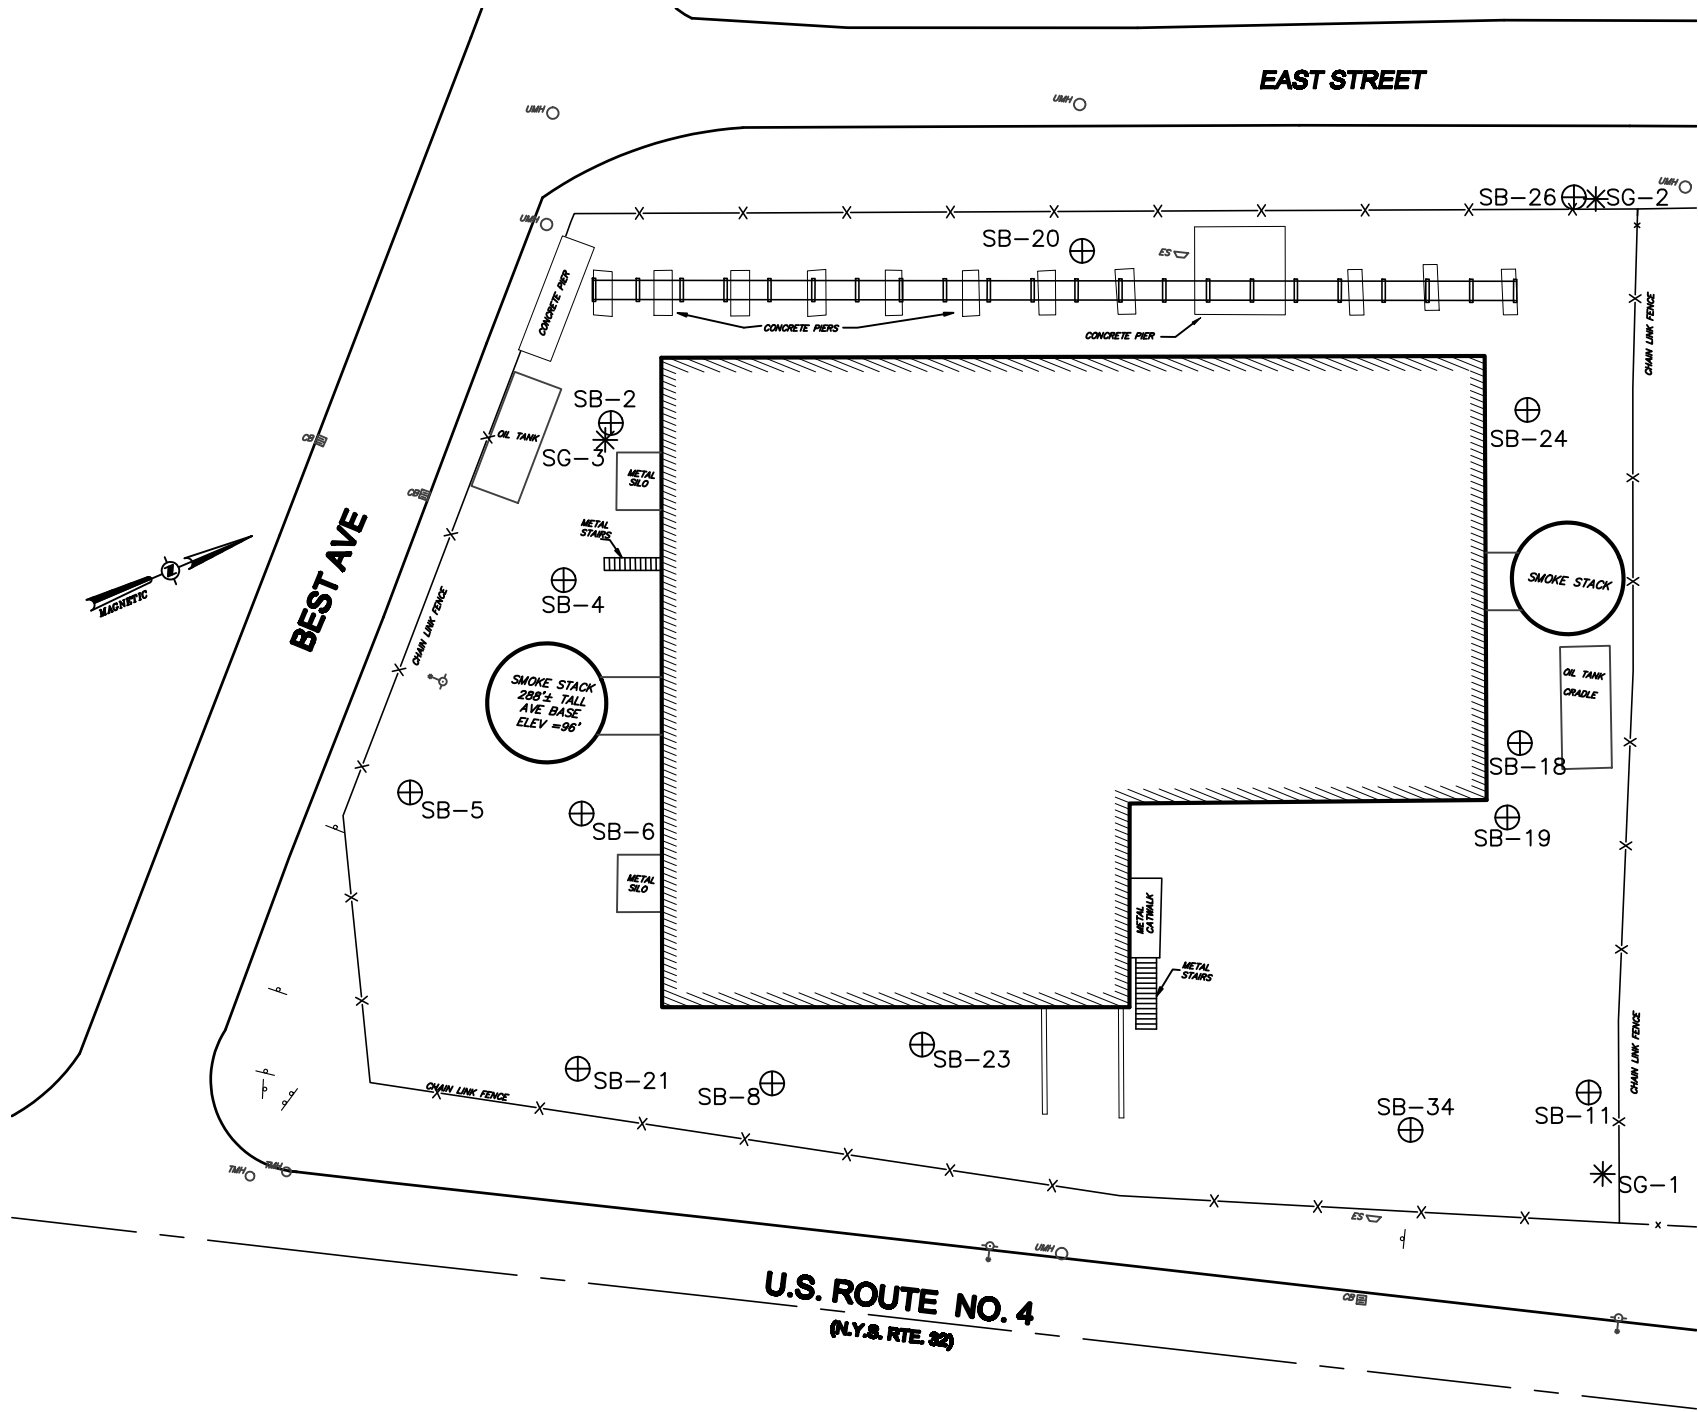 EAST STREET
UMH
UMH
UMH
SB-26
SG-2
UMH
SB-20
ES
CONCRETE PIER
CONCRETE PIERS
CONCRETE PIER
CHAIN LINK FENCE
SB-2
SG-3
OIL TANK
METAL
SILO
SB-24
CB
CB
METAL
STAIRS
BEST AVE
MAGNETIC
N
SB-4
CHAIN LINK FENCE
SMOKE STACK
SMOKE STACK
288'± TALL
AVE BASE
ELEV =96'
OIL TANK
CRADLE
SB-18
SB-5
SB-6
SB-19
METAL
SILO
METAL
CATWALK
METAL
STAIRS
SB-23
SB-21
SB-8
CHAIN LINK FENCE
CHAIN LINK FENCE
SB-34
SB-11
SG-1
TMH
TMH
ES
UMH
CB
U.S. ROUTE NO. 4
(N.Y.S. RTE. 32)